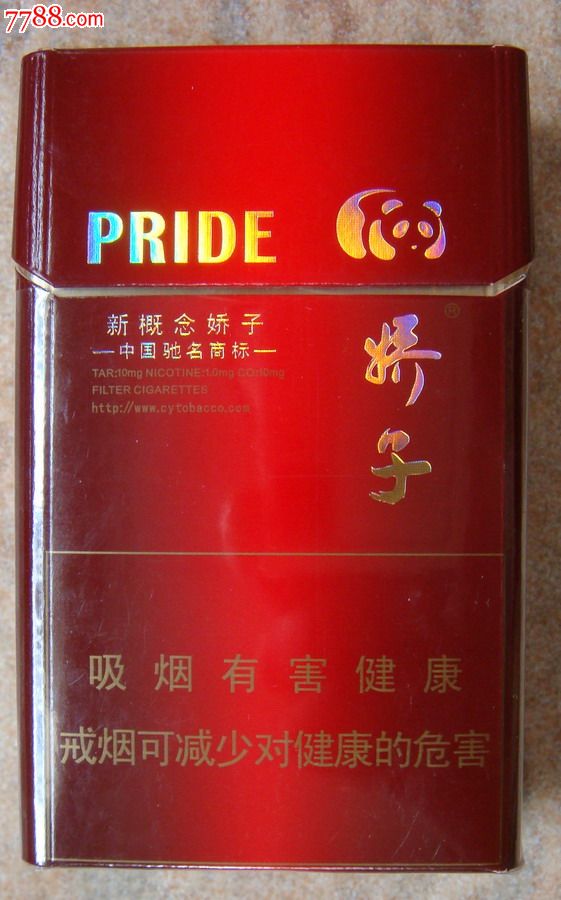 7788.com
PRIDE
新概念娇子
中国驰名商标
TAR:10mg NICOTINE:1.0mg CO:10mg
FILTER CIGARETTES
http://www.cytobacco.com
娇子®
吸烟有害健康
戒烟可减少对健康的危害